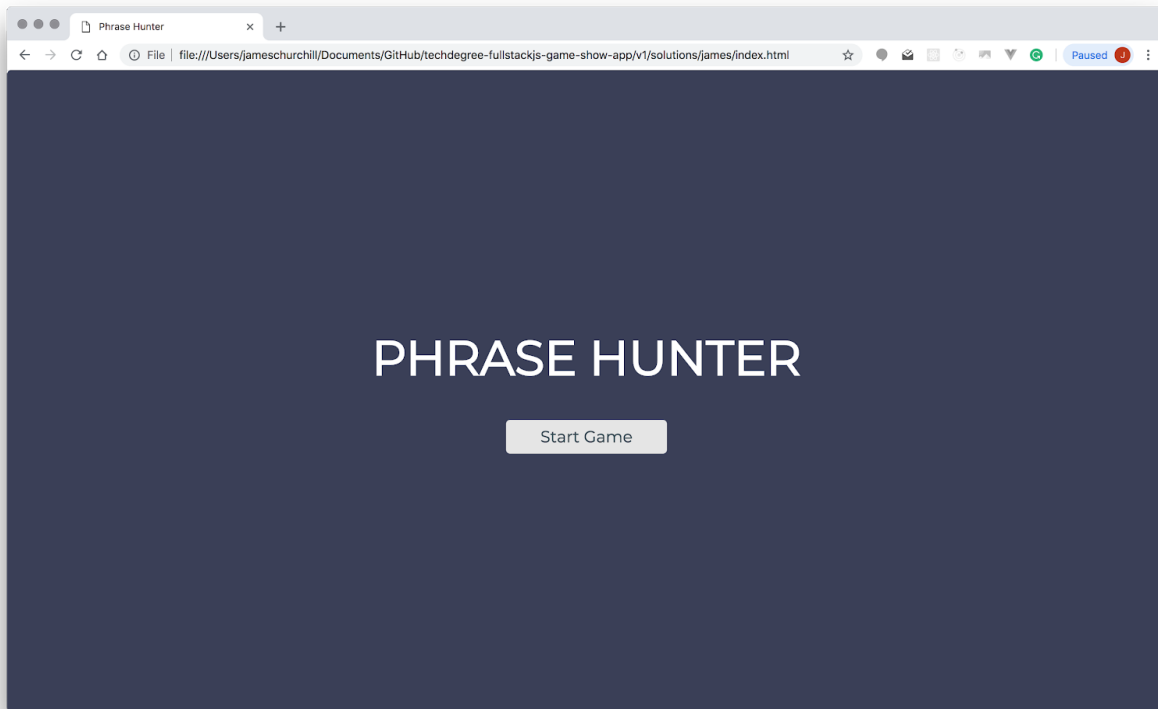 Phrase Hunter
File file:///Users/jameschurchill/Documents/GitHub/techdegree-fullstackjs-game-show-app/v1/solutions/james/index.html Paused J
PHRASE HUNTER
Start Game